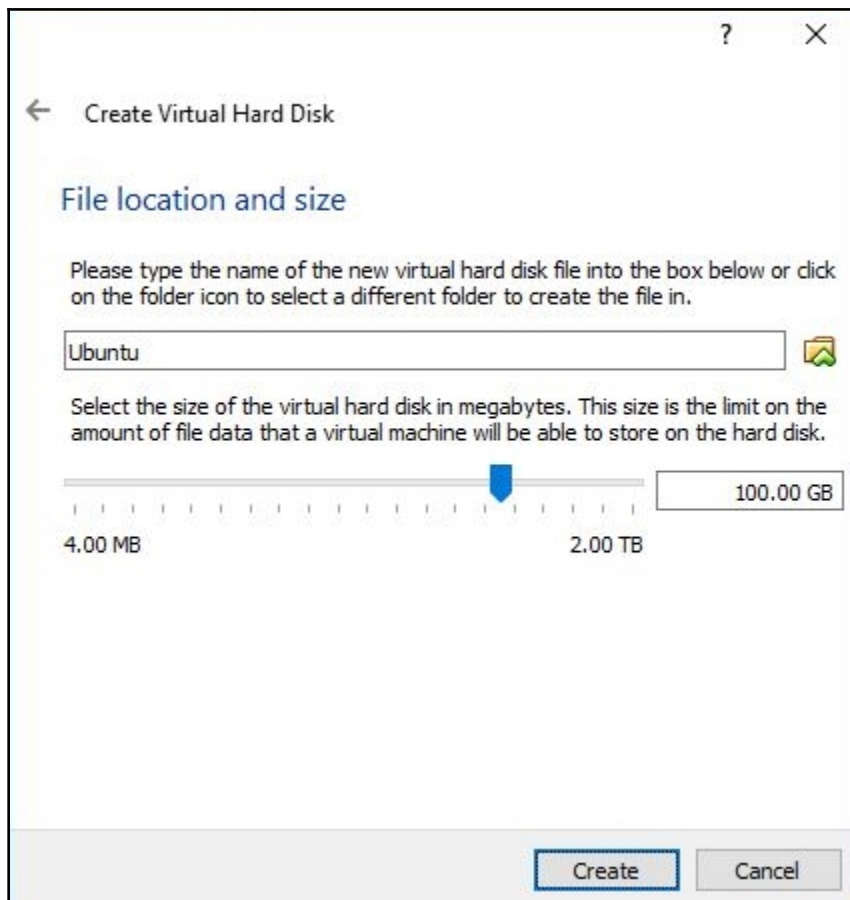 ?
Create Virtual Hard Disk
File location and size
Please type the name of the new virtual hard disk file into the box below or click
on the folder icon to select a different folder to create the file in.
Ubuntu
Select the size of the virtual hard disk in megabytes. This size is the limit on the
amount of file data that a virtual machine will be able to store on the hard disk.
100.00 GB
4.00 MB 2.00 TB
Create Cancel